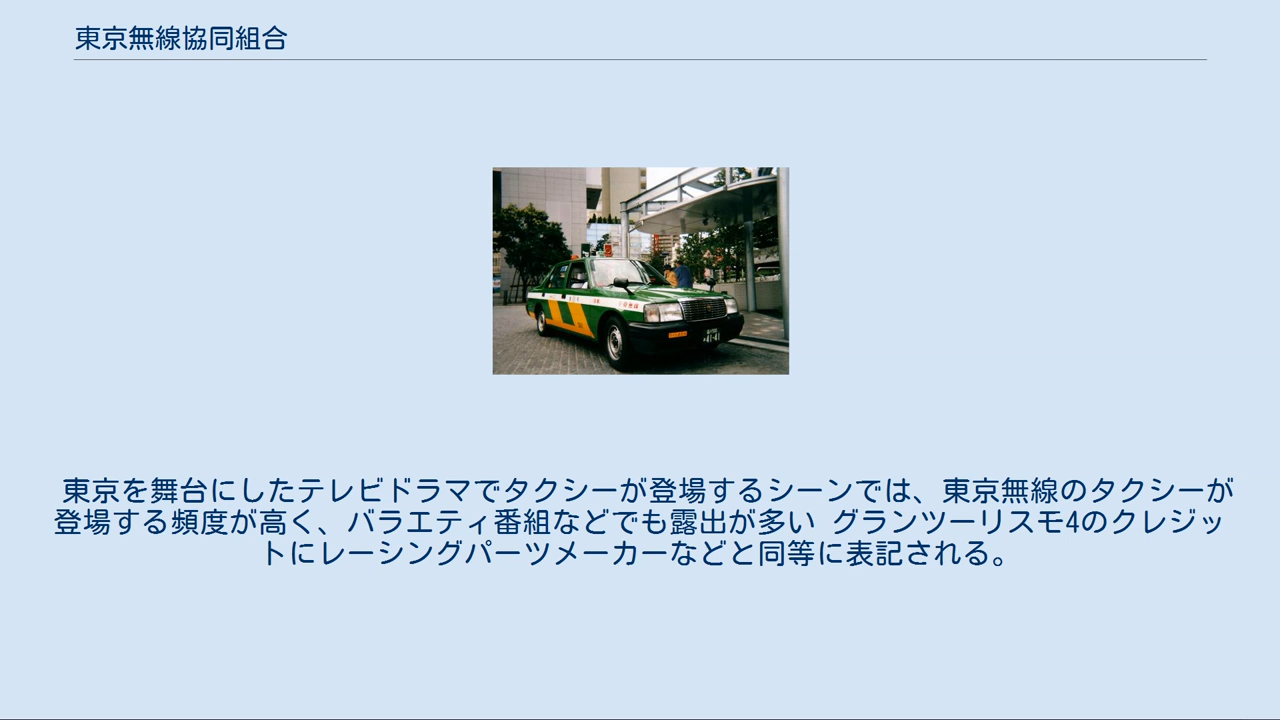 東京無線協同組合
41-41
東京を舞台にしたテレビドラマでタクシーが登場するシーンでは、東京無線のタクシーが
登場する頻度が高く、バラエティ番組などでも露出が多い グランツーリスモ4のクレジッ
トにレーシングパーツメーカーなどと同等に表記される。